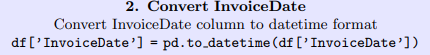 2. Convert InvoiceDate
Convert InvoiceDate column to datetime format
df['InvoiceDate'] = pd.to_datetime(df['InvoiceDate'])